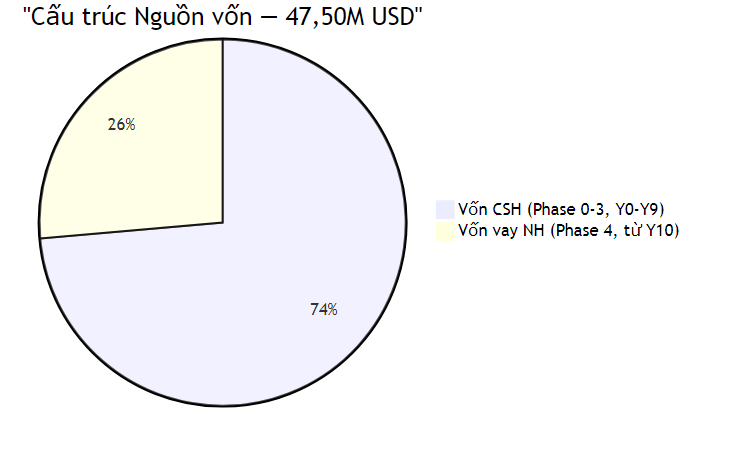 "Cấu trúc Nguồn vốn — 47,50M USD"
26%
Vốn CSH (Phase 0-3, Y0-Y9)
Vốn vay NH (Phase 4, từ Y10)
74%